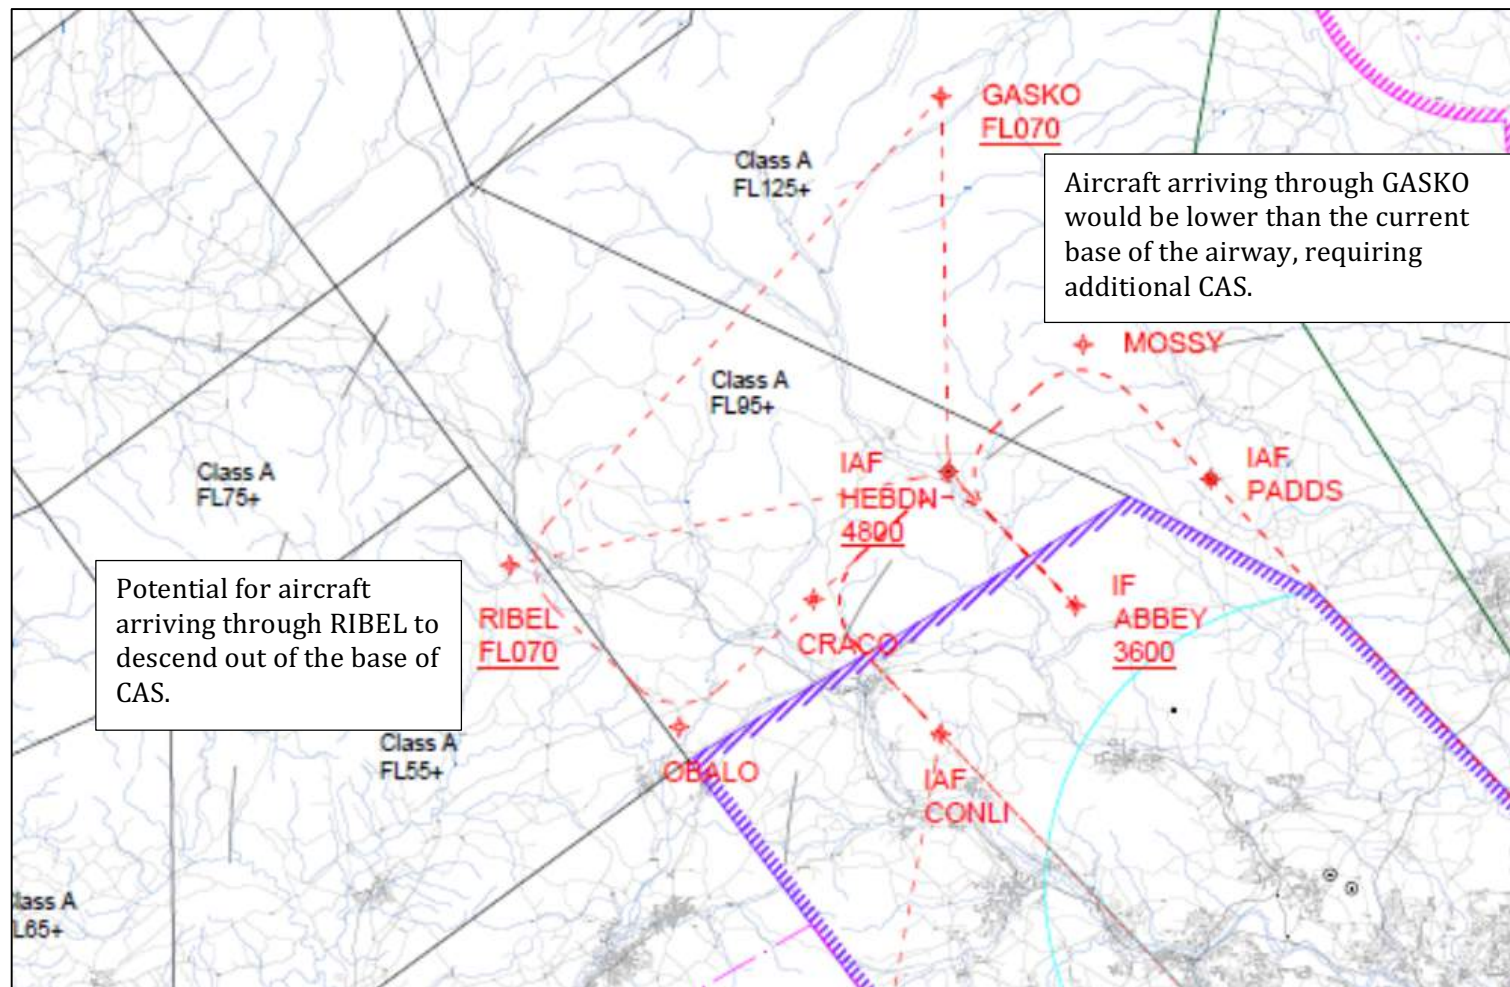 GASKO
FL070
Class A
FL125+
Aircraft arriving through GASKO
would be lower than the current
base of the airway, requiring
additional CAS.
MOSSY
Class A
FL95+
IAF
HEBDN
4800
IAF
PADDS
Class A
FL75+
Potential for aircraft
arriving through RIBEL to
descend out of the base of
CAS.
RIBEL
FL070
CRACO
IF
ABBEY
3600
Class A
FL55+
OBALO
IAF
CONLI
lass A
L65+